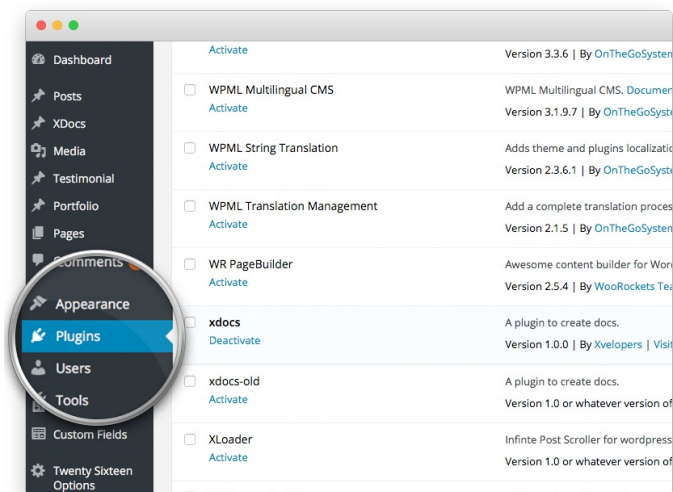 Dashboard
Posts
XDocs
Media
Testimonial
Portfolio
Pages
Comments
Appearance
Plugins
Users
Tools
Custom Fields
Twenty Sixteen
Options
Activate
Version 3.3.6 | By OnTheGoSystem
WPML Multilingual CMS
WPML Multilingual CMS. Documen
Activate
Version 3.1.9.7 | By OnTheGoSyste
WPML String Translation
Adds theme and plugins localizatio
Activate
Version 2.3.6.1 | By OnTheGoSyste
WPML Translation Management
Add a complete translation proces
Activate
Version 2.1.5 | By OnTheGoSystem
WR PageBuilder
Awesome content builder for Wor
Activate
Version 2.5.4 | By WooRockets Tea
xdocs
A plugin to create docs.
Deactivate
Version 1.0.0 | By Xvelopers | Visit
xdocs-old
A plugin to create docs.
Activate
Version 1.0 or whatever version of
XLoader
Infinte Post Scroller for wordpress
Activate
Version 1.0 or whatever version of